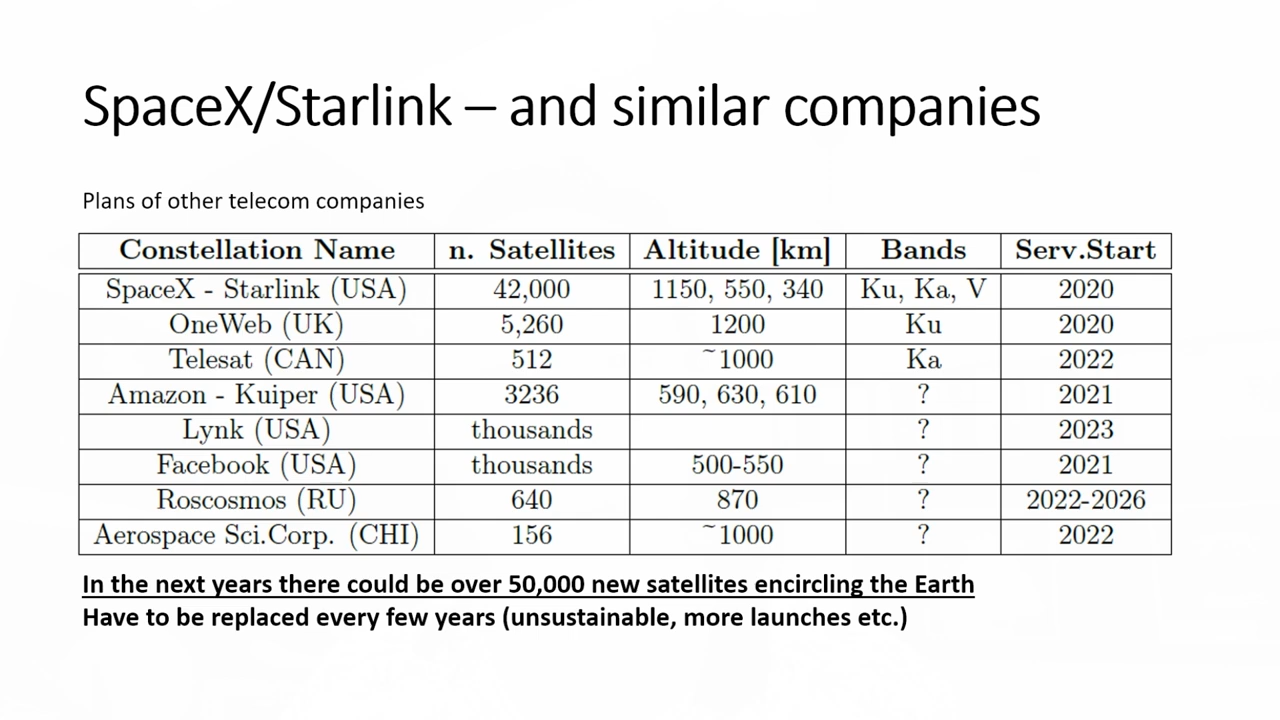 SpaceX/Starlink – and similar companies
Plans of other telecom companies
Constellation Name n. Satellites Altitude [km] Bands Serv.Start
SpaceX - Starlink (USA) 42,000 1150, 550, 340 Ku, Ka, V 2020
OneWeb (UK) 5,260 1200 Ku 2020
Telesat (CAN) 512 ~1000 Ka 2022
Amazon - Kuiper (USA) 3236 590, 630, 610 ? 2021
Lynk (USA) thousands ? 2023
Facebook (USA) thousands 500-550 ? 2021
Roscosmos (RU) 640 870 ? 2022-2026
Aerospace Sci.Corp. (CHI) 156 ~1000 ? 2022
In the next years there could be over 50,000 new satellites encircling the Earth
Have to be replaced every few years (unsustainable, more launches etc.)